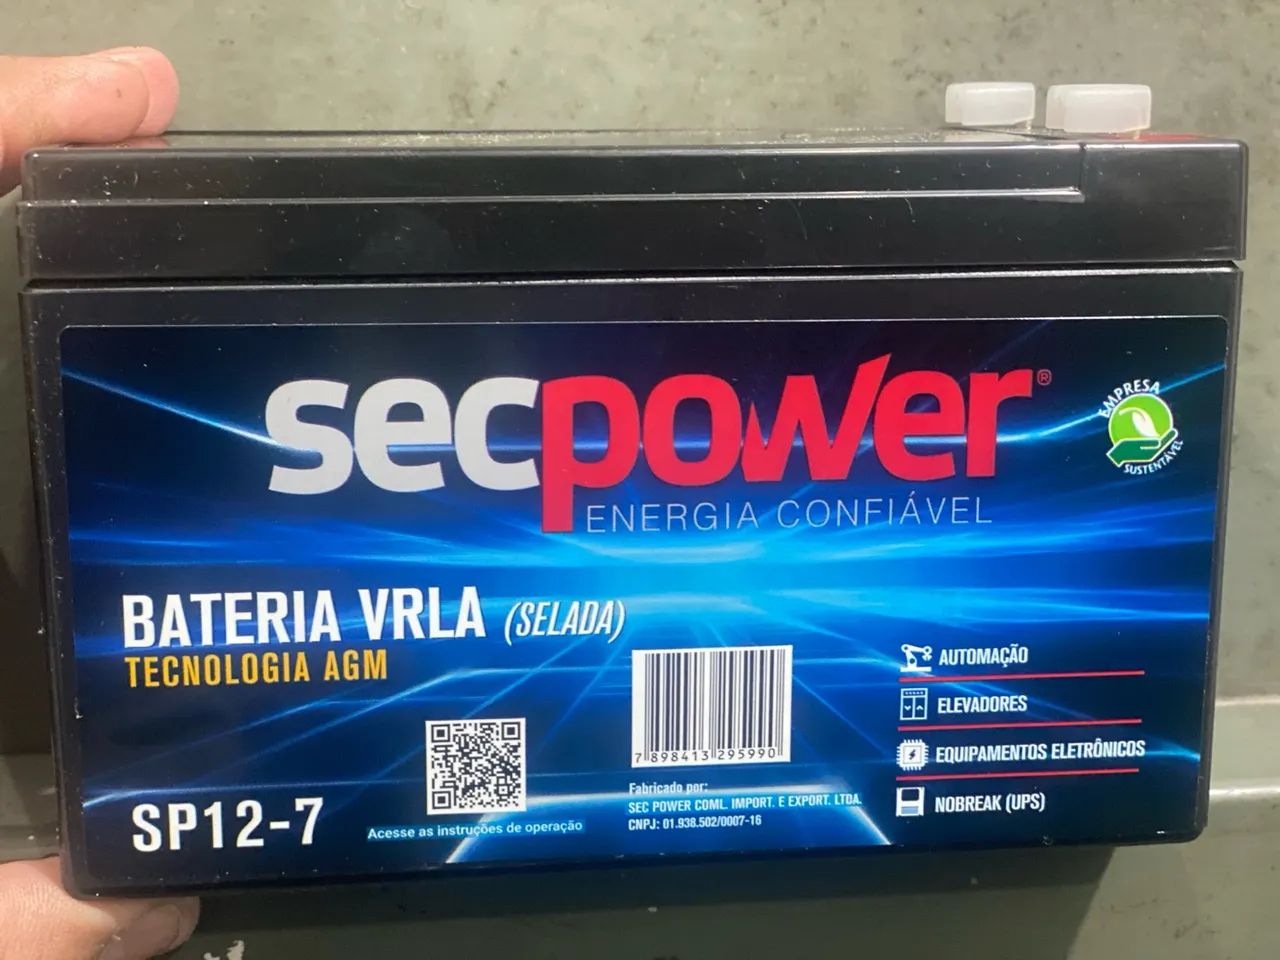 secpower®
ENERGIA CONFIÁVEL
EMPRESA
SUSTENTÁVEL
BATERIA VRLA (SELADA)
TECNOLOGIA AGM
SP12-7
Acesse as instruções de operação
7 898413 295990
Fabricado por:
SEC POWER COML. IMPORT. E EXPORT. LTDA.
CNPJ: 01.938.502/0007-16
AUTOMAÇÃO
ELEVADORES
EQUIPAMENTOS ELETRÔNICOS
NOBREAK (UPS)